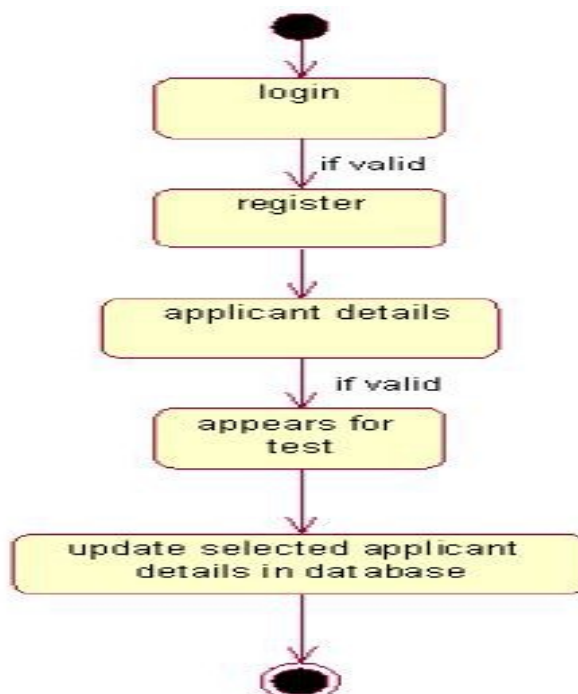 login
if valid
register
applicant details
if valid
appears for
test
update selected applicant
details in database